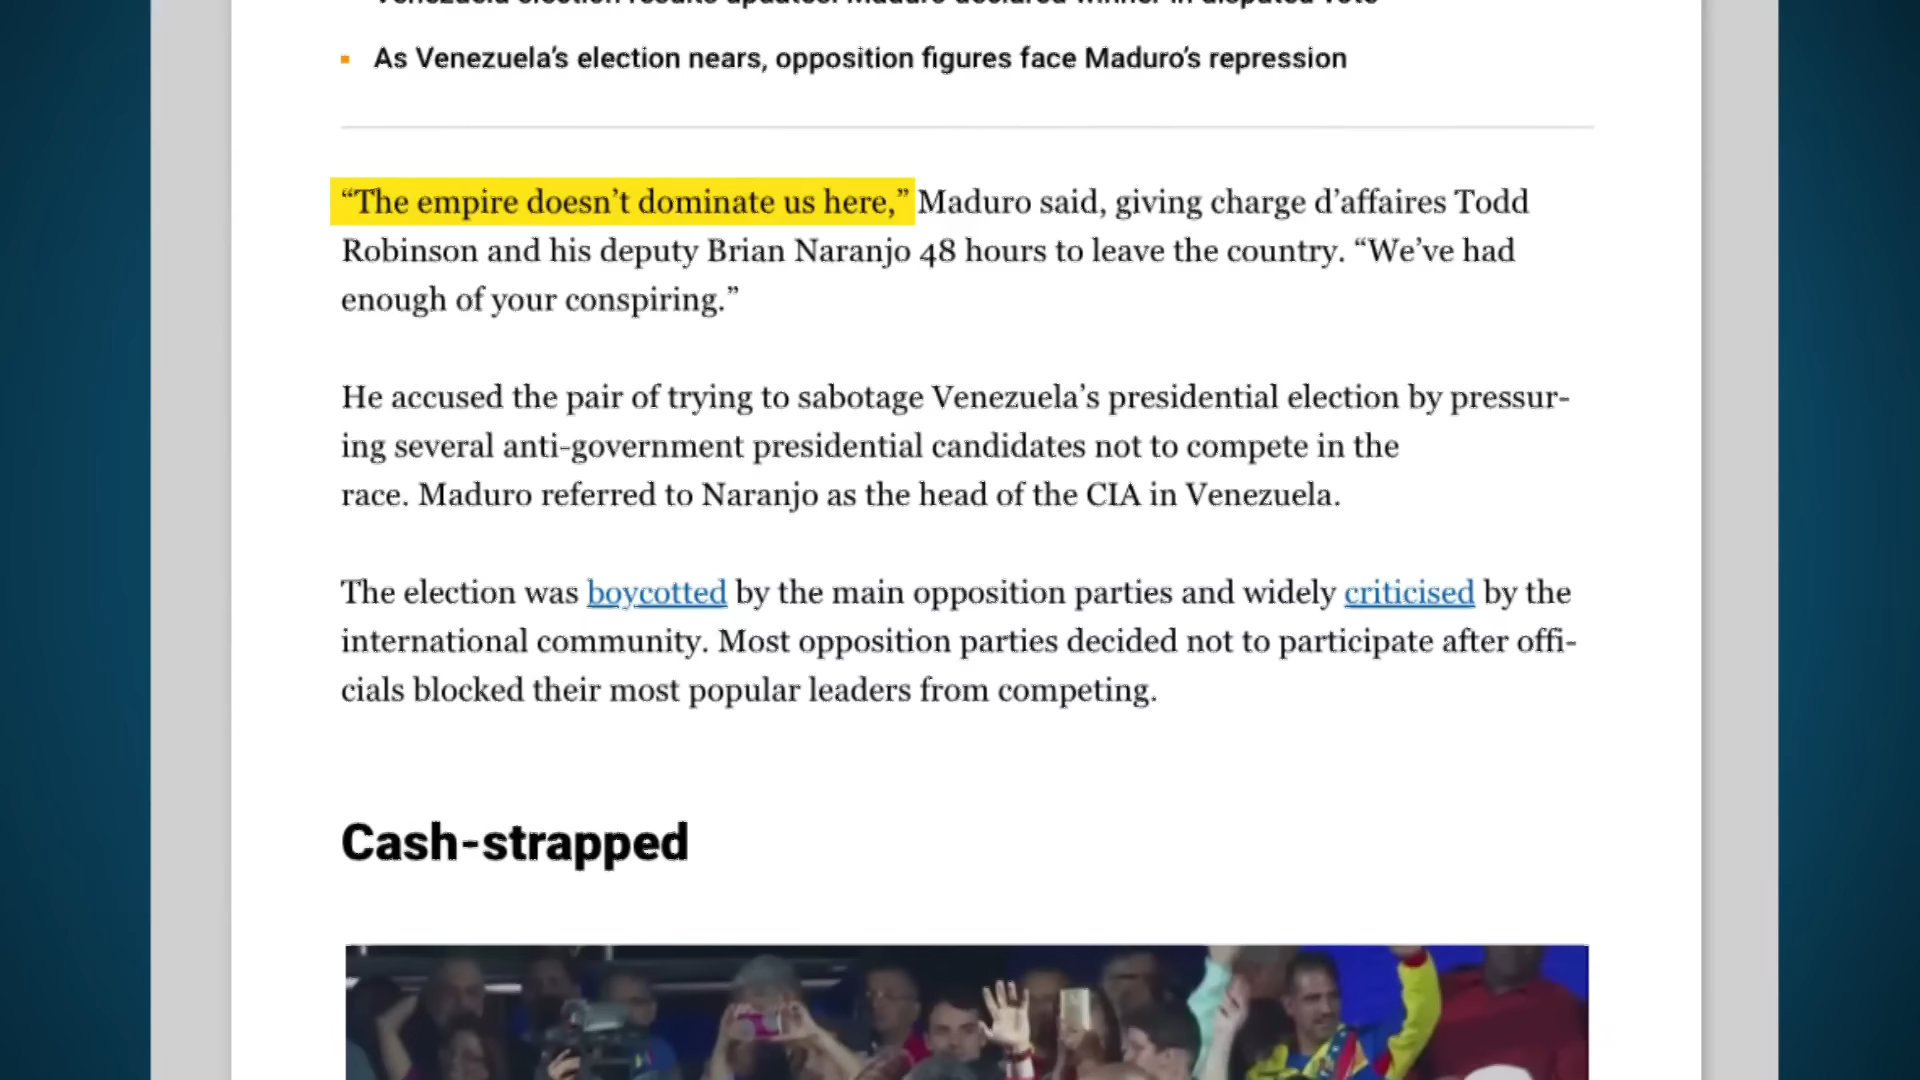 Venezuela election results updates: Maduro declared winner in disputed vote
As Venezuela’s election nears, opposition figures face Maduro’s repression
“The empire doesn’t dominate us here,” Maduro said, giving charge d’affaires Todd
Robinson and his deputy Brian Naranjo 48 hours to leave the country. “We’ve had
enough of your conspiring.”
He accused the pair of trying to sabotage Venezuela’s presidential election by pressur-
ing several anti-government presidential candidates not to compete in the
race. Maduro referred to Naranjo as the head of the CIA in Venezuela.
The election was boycotted by the main opposition parties and widely criticised by the
international community. Most opposition parties decided not to participate after offi-
cials blocked their most popular leaders from competing.
Cash-strapped